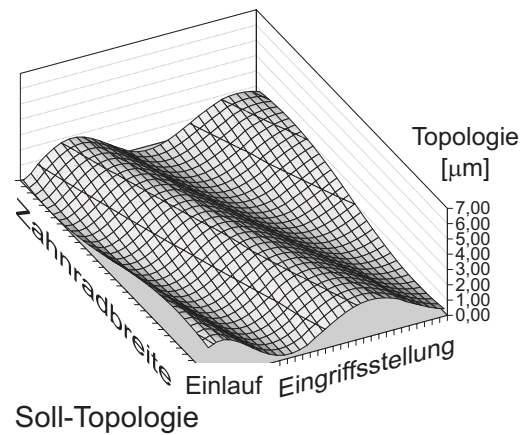 Topologie
[µm]
7,00
6,00
5,00
4,00
3,00
2,00
1,00
0,00
Zahnradbreite
Einlauf
Eingriffsstellung
Soll-Topologie